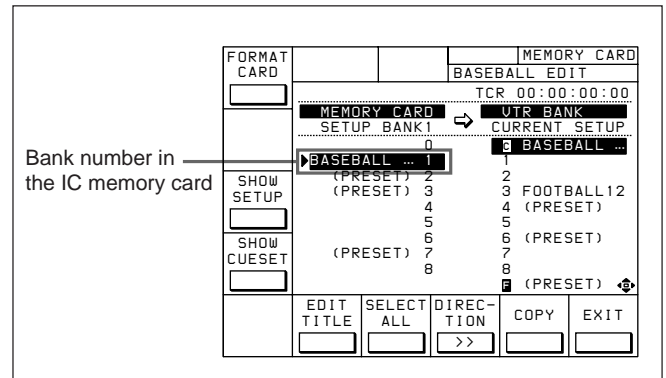 FORMAT CARD
MEMORY CARD
BASEBALL EDIT
TCR 00:00:00:00
MEMORY CARD
SETUP BANK1
VTR BANK
CURRENT SETUP
0
C BASEBALL ...
BASEBALL ... 1
1
(PRESET) 2
2
(PRESET) 3
3 FOOTBALL12
4
4 (PRESET)
5
5
6
6 (PRESET)
(PRESET) 7
7
8
8
F (PRESET)
Bank number in
the IC memory card
SHOW SETUP
SHOW CUESET
EDIT TITLE
SELECT ALL
DIREC-
TION
>>
COPY
EXIT